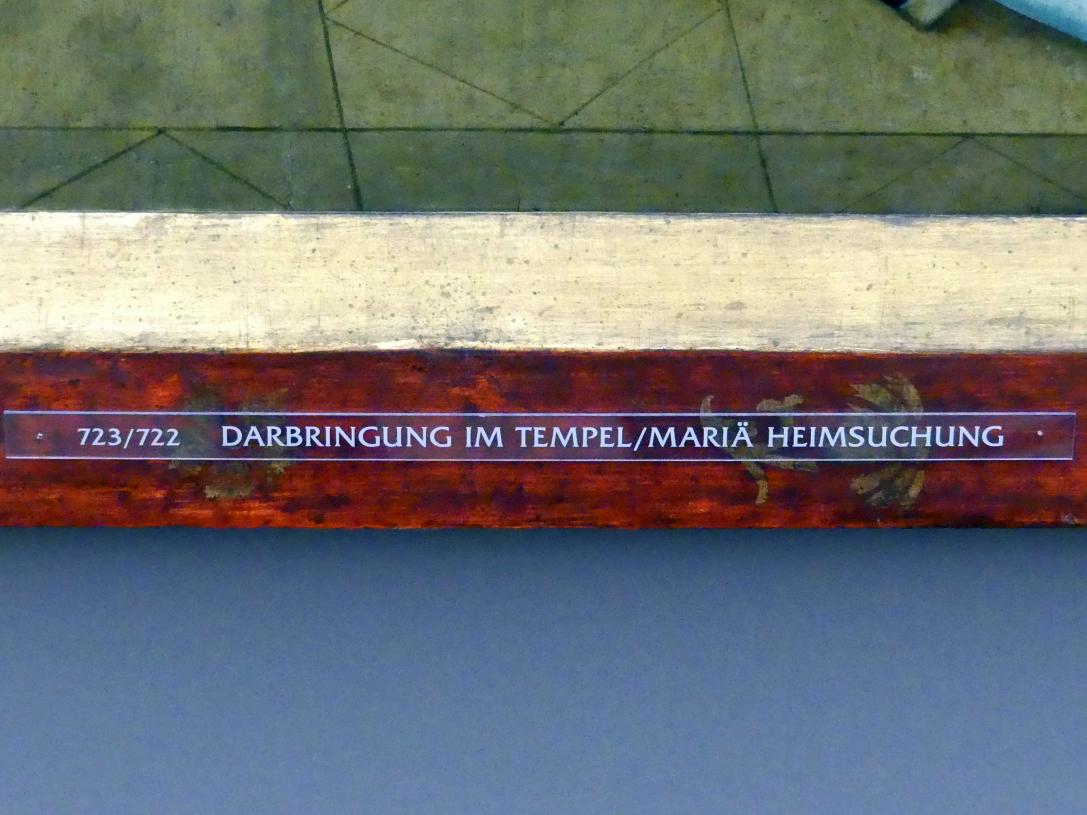 723/722 DARBRINGUNG IM TEMPEL/MARIÄ HEIMSUCHUNG